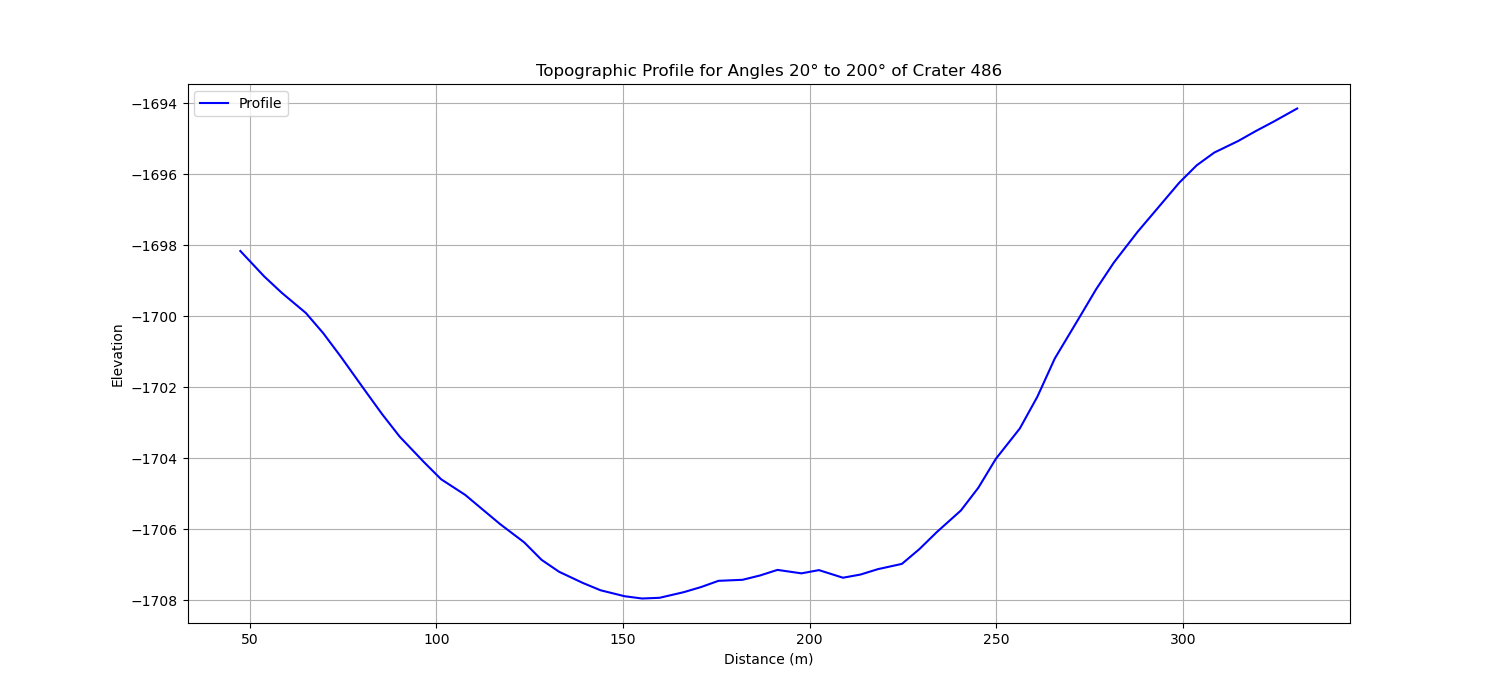 Topographic Profile for Angles 20° to 200° of Crater 486
Profile
−1694
−1696
−1698
−1700
−1702
−1704
−1706
−1708
Elevation
50 100 150 200 250 300
Distance (m)